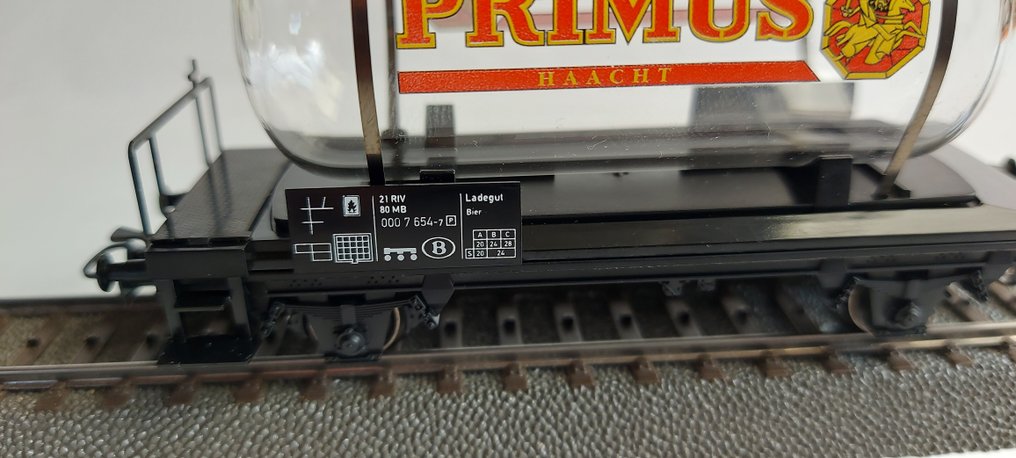 PRIMUS
HAACHT
21 RIV
80 MB
000 7 654-7 P
B
Ladegut
Bier
A B C
20 24 28
S 20 24